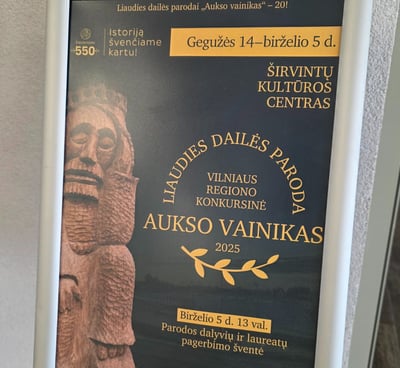 Liaudies dailės parodai „Aukso vainikas“ – 20!
550
Istorija
švenčiame
kartu!
Gegužės 14–birželio 5 d.
ŠIRVINTŲ
KULTŪROS
CENTRAS
LIAUDIES DAILĖS PARODA
VILNIAUS
REGIONO
KONKURSINĖ
AUKSO VAINIKAS
2025
Birželio 5 d. 13 val.
Parodos dalyvių ir laureatų
pagerbimo šventė